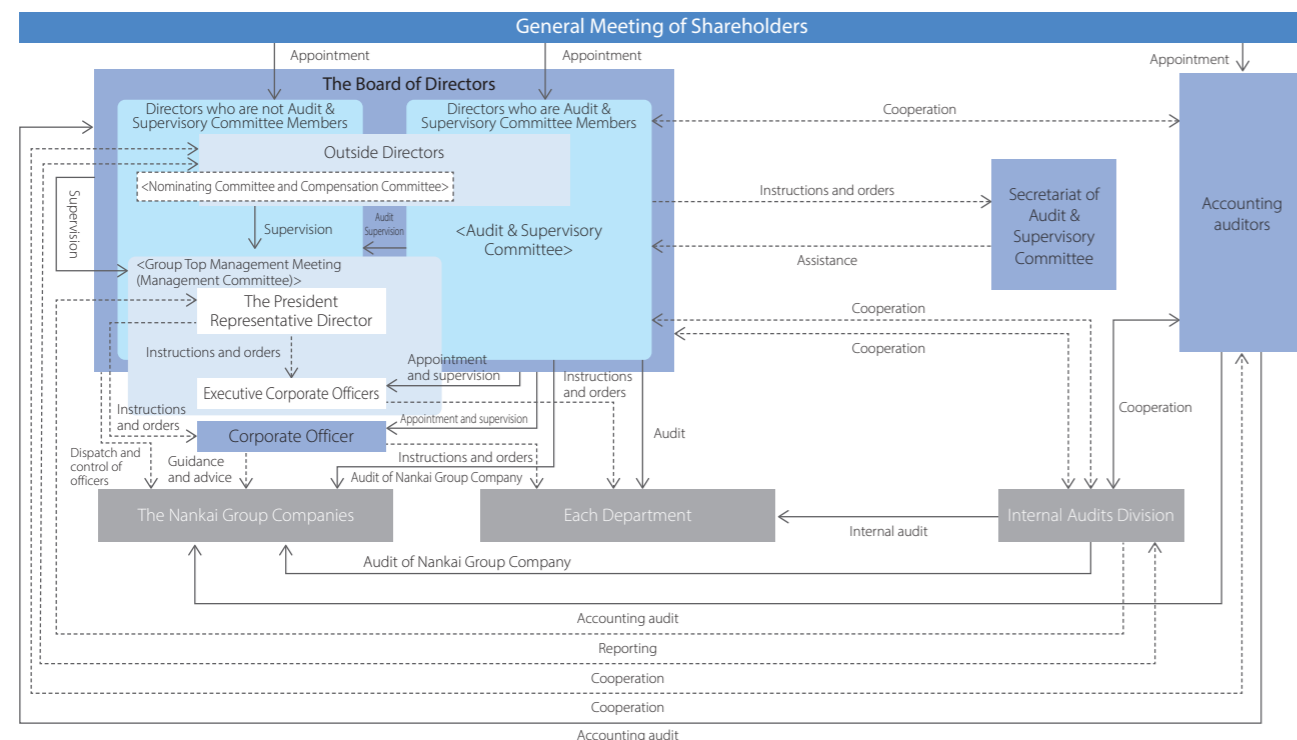 General Meeting of Shareholders
Appointment
Appointment
Appointment
The Board of Directors
Directors who are not Audit &
Supervisory Committee Members
Directors who are Audit &
Supervisory Committee Members
Cooperation
Outside Directors
<Nominating Committee and Compensation Committee>
Supervision
Supervision
Audit
Supervision
<Audit & Supervisory
Committee>
Instructions and orders
Secretariat of
Audit &
Supervisory
Committee
Assistance
Accounting
auditors
<Group Top Management Meeting
(Management Committee)>
The President
Representative Director
Cooperation
Cooperation
Instructions and orders
Appointment
and supervision
Executive Corporate Officers
Instructions
and orders
Instructions
and orders
Appointment and supervision
Cooperation
Corporate Officer
Audit
Dispatch and
control of
officers
Guidance
and advice
Instructions and orders
Audit of Nankai Group Company
The Nankai Group Companies
Each Department
Internal Audits Division
Internal audit
Audit of Nankai Group Company
Accounting audit
Reporting
Cooperation
Cooperation
Accounting audit